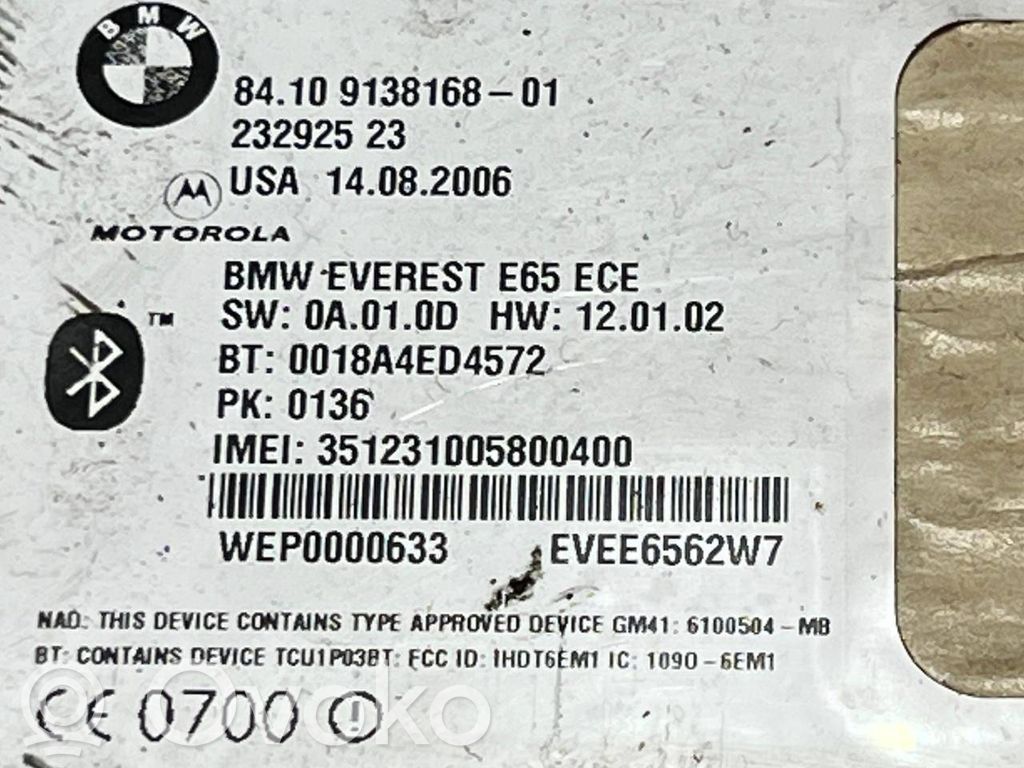 BMW
84.10 9138168-01
232925 23
USA 14.08.2006
MOTOROLA
BMW EVEREST E65 ECE
SW: 0A.01.0D HW: 12.01.02
TM
BT: 0018A4ED4572
PK: 0136
IMEI: 351231005800400
WEP0000633 EVEE6562W7
NAD: THIS DEVICE CONTAINS TYPE APPROVED DEVICE GM41: 6100504-MB
BT: CONTAINS DEVICE TCU1P03BT: FCC ID: IHDT6EM1 IC: 1090-6EM1
CE 0700
Ovoko